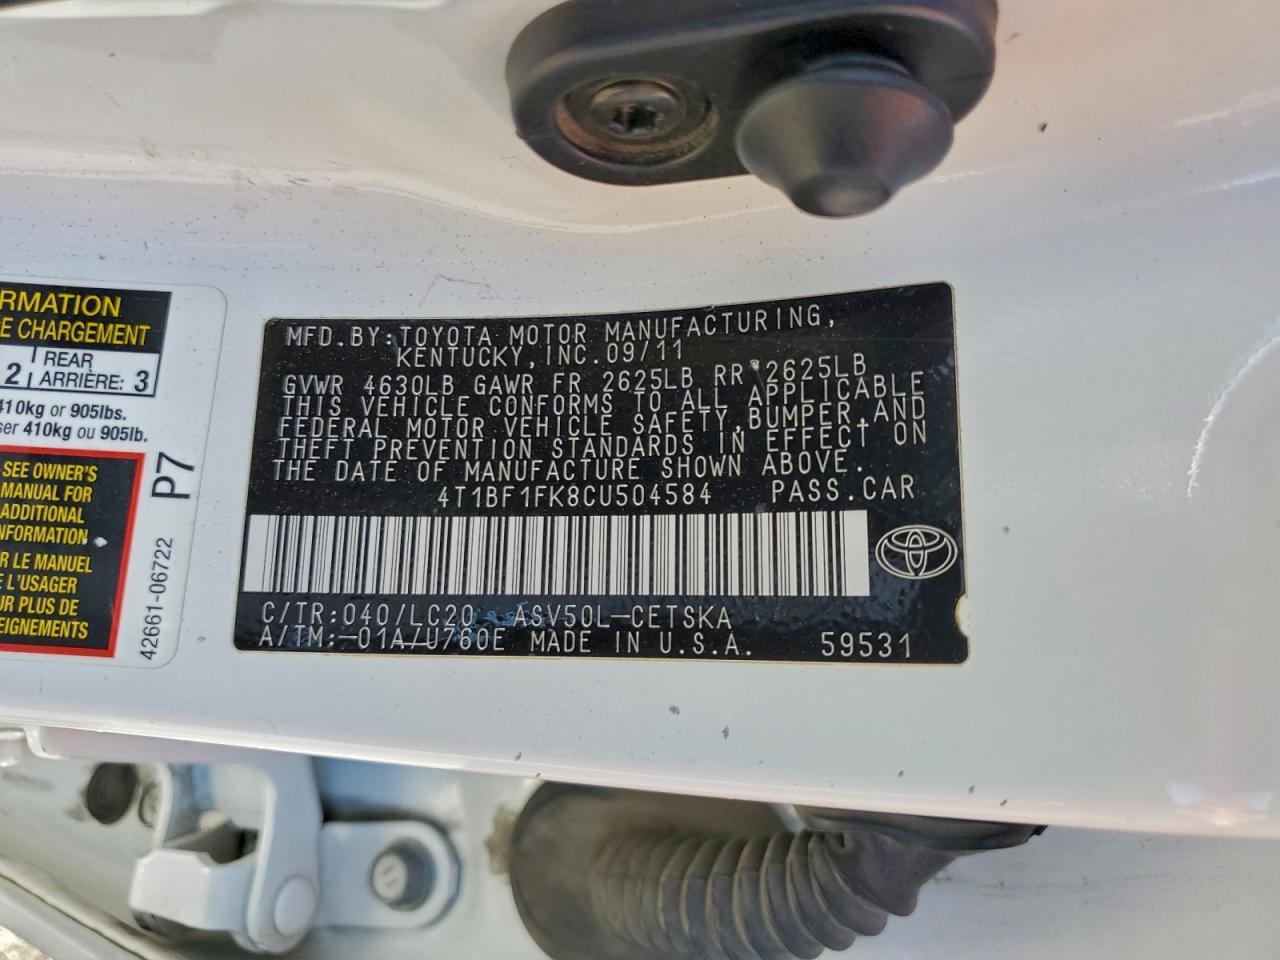 RMATION
E CHARGEMENT
2 REAR
ARRIÈRE: 3
410kg or 905lbs.
ser 410kg ou 905lb.
SEE OWNER'S
MANUAL FOR
ADDITIONAL
NFORMATION
R LE MANUEL
E L'USAGER
UR PLUS DE
EIGNEMENTS
P7
42661-06722
MFD.BY:TOYOTA MOTOR MANUFACTURING,
KENTUCKY,INC.09/11
GVWR 4630LB GAWR FR 2625LB RR 2625LB
THIS VEHICLE CONFORMS TO ALL APPLICABLE
FEDERAL MOTOR VEHICLE SAFETY,BUMPER,AND
THEFT PREVENTION STANDARDS IN EFFECT ON
THE DATE OF MANUFACTURE SHOWN ABOVE.
4T1BF1FK8CU504584 PASS.CAR
C/TR:040/LC20 ASV50L-CETSKA
A/TM:-01A/U760E MADE IN U.S.A. 59531